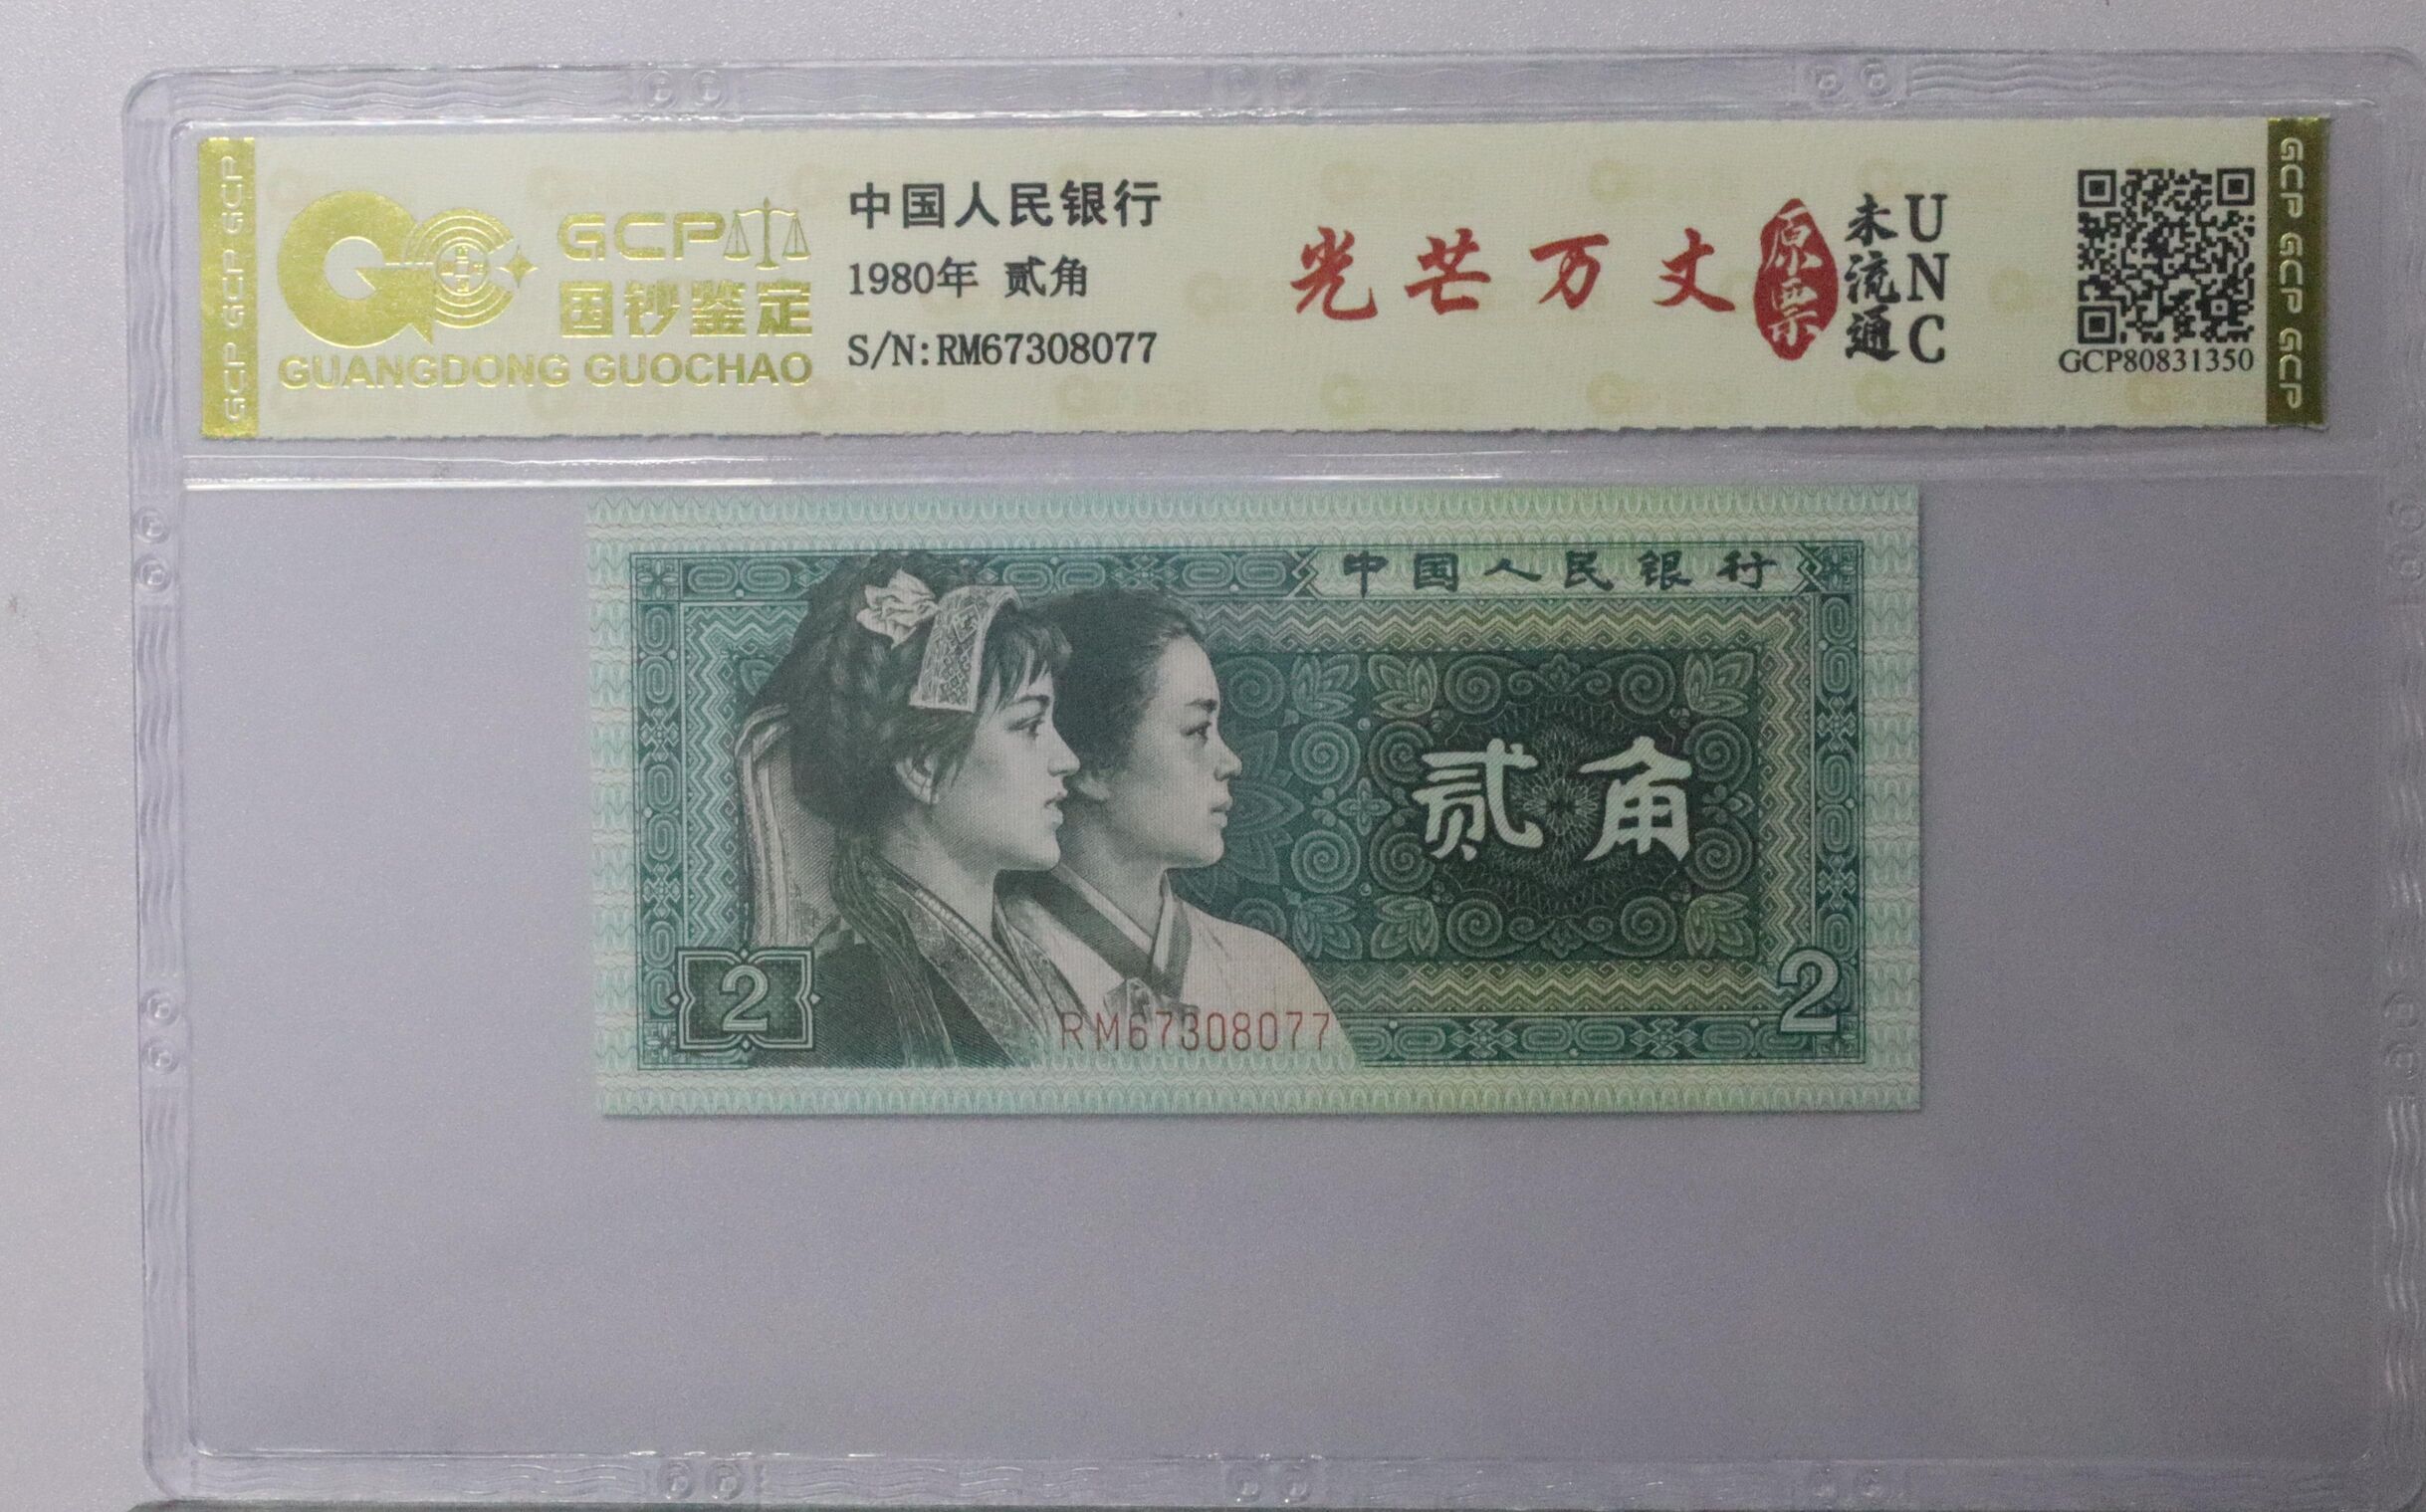 GCP GCP GCP GCP
GCP
国钞鉴定
GUANGDONG GUOCHAO
中国人民银行
1980年 贰角
S/N:RM67308077
光芒万丈
原票
未流通
UNC
GCP80831350
GCP GCP GCP GCP
中国人民银行
贰角
2
RM67308077
2